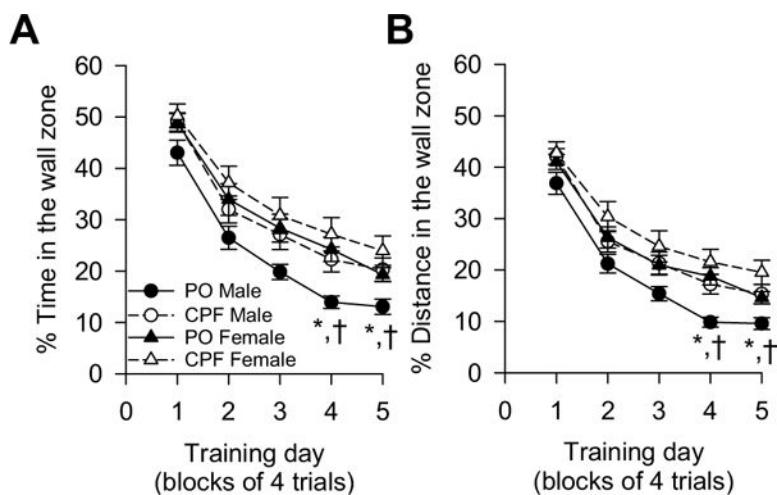 A
% Time in the wall zone
60
50
40
30
20
10
0
PO Male
CPF Male
PO Female
CPF Female
*,† *,†
0 1 2 3 4 5
Training day
(blocks of 4 trials)
B
% Distance in the wall zone
60
50
40
30
20
10
0
*,† *,†
0 1 2 3 4 5
Training day
(blocks of 4 trials)